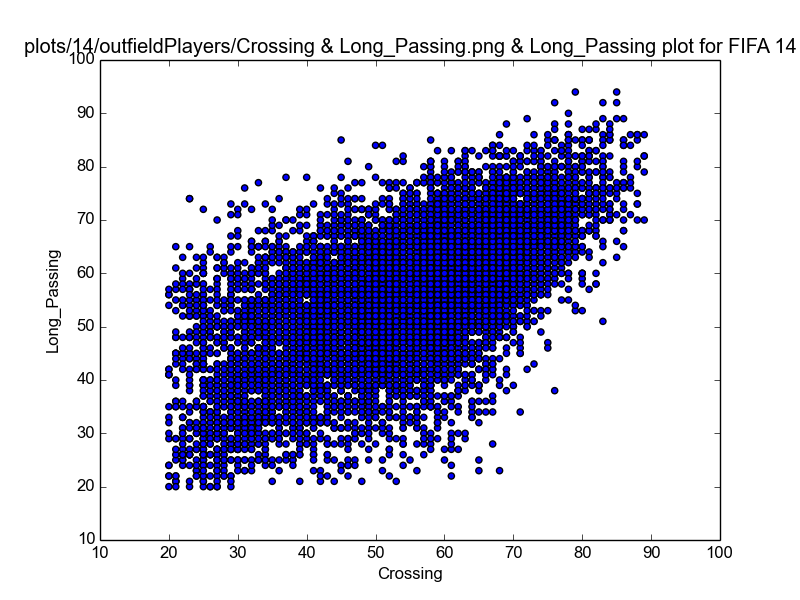 plots/14/outfieldPlayers/Crossing & Long_Passing.png & Long_Passing plot for FIFA 14
100
90
80
70
60
50
40
30
20
10
Long_Passing
10 20 30 40 50 60 70 80 90 100
Crossing